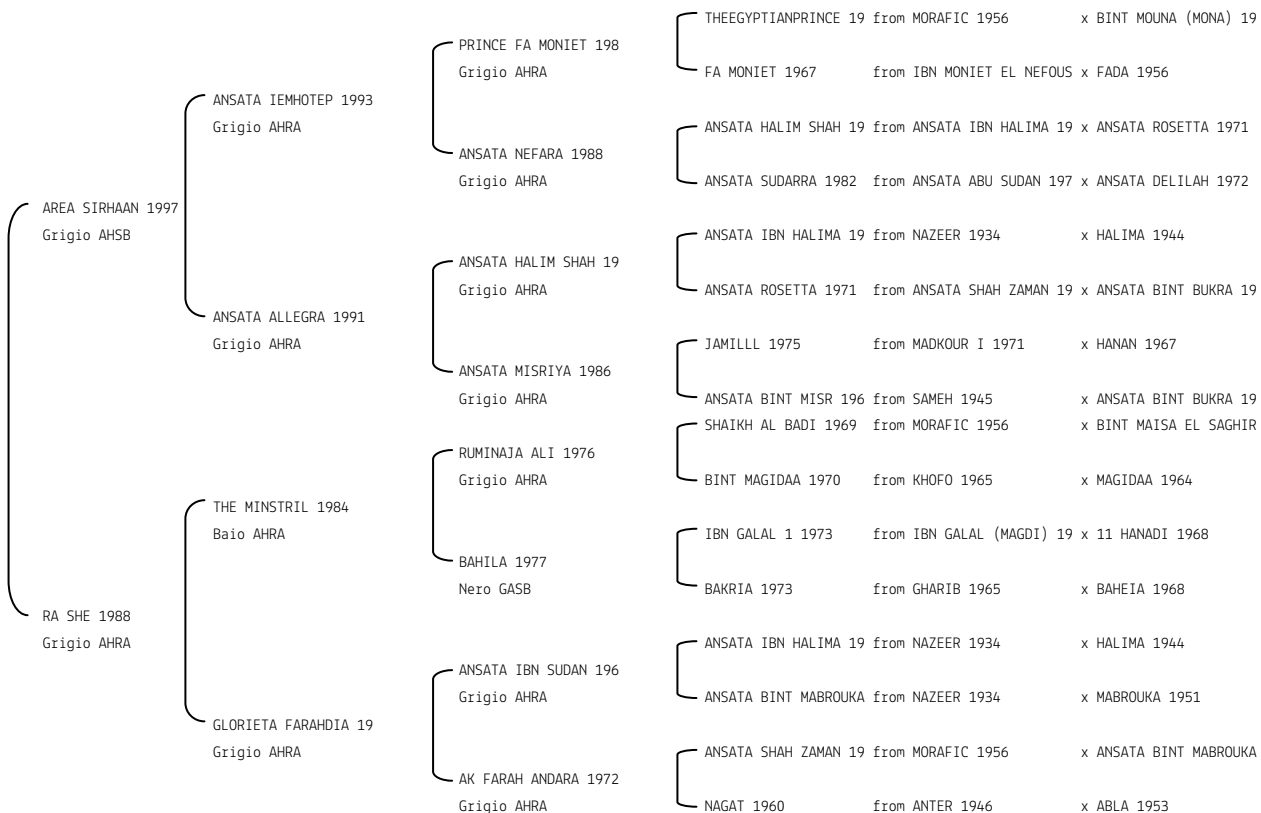 THEEGYPTIANPRINCE 19 from MORAFIC 1956 x BINT MOUNA (MONA) 19
PRINCE FA MONIET 198
Grigio AHRA
FA MONIET 1967 from IBN MONIET EL NEFOUS x FADA 1956
ANSATA IEMHOTEP 1993
Grigio AHRA
ANSATA HALIM SHAH 19 from ANSATA IBN HALIMA 19 x ANSATA ROSETTA 1971
ANSATA NEFARA 1988
Grigio AHRA
ANSATA SUDARRA 1982 from ANSATA ABU SUDAN 197 x ANSATA DELILAH 1972
AREA SIRHAAN 1997
Grigio AHSB
ANSATA IBN HALIMA 19 from NAZEER 1934 x HALIMA 1944
ANSATA HALIM SHAH 19
Grigio AHRA
ANSATA ROSETTA 1971 from ANSATA SHAH ZAMAN 19 x ANSATA BINT BUKRA 19
ANSATA ALLEGRA 1991
Grigio AHRA
JAMILLL 1975 from MADKOUR I 1971 x HANAN 1967
ANSATA MISRIYA 1986
Grigio AHRA
ANSATA BINT MISR 196 from SAMEH 1945 x ANSATA BINT BUKRA 19
SHAIKH AL BADI 1969 from MORAFIC 1956 x BINT MAISA EL SAGHIR
RUMINAJA ALI 1976
Grigio AHRA
BINT MAGIDAA 1970 from KHOFO 1965 x MAGIDAA 1964
THE MINSTRIL 1984
Baio AHRA
IBN GALAL 1 1973 from IBN GALAL (MAGDI) 19 x 11 HANADI 1968
BAHILA 1977
Nero GASB
BAKRIA 1973 from GHARIB 1965 x BAHEIA 1968
RA SHE 1988
Grigio AHRA
ANSATA IBN HALIMA 19 from NAZEER 1934 x HALIMA 1944
ANSATA IBN SUDAN 196
Grigio AHRA
ANSATA BINT MABROUKA from NAZEER 1934 x MABROUKA 1951
GLORIETA FARAHDIA 19
Grigio AHRA
ANSATA SHAH ZAMAN 19 from MORAFIC 1956 x ANSATA BINT MABROUKA
AK FARAH ANDARA 1972
Grigio AHRA
NAGAT 1960 from ANTER 1946 x ABLA 1953